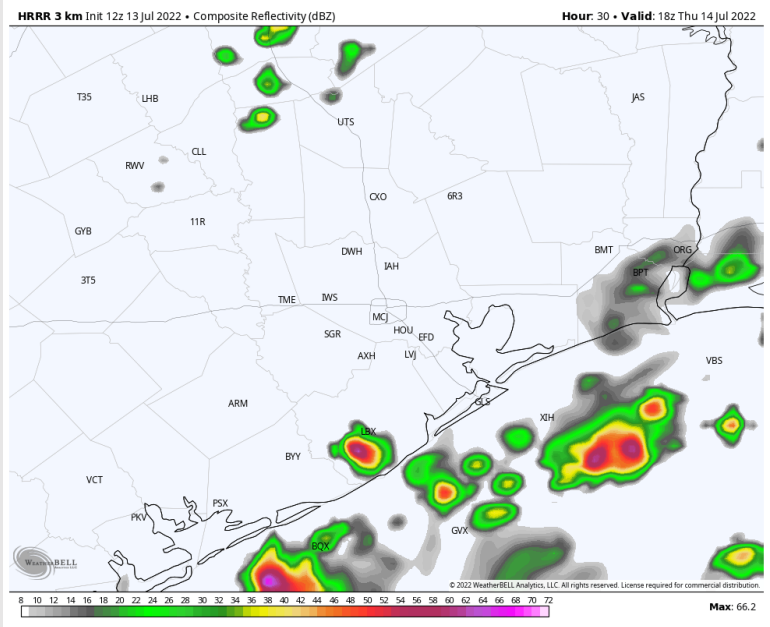 HRRR 3 km Init 12z 13 Jul 2022 • Composite Reflectivity (dBZ) Hour: 30 • Valid: 18z Thu 14 Jul 2022
T35 LHB JAS
UTS
CLL
RWV
CXO 6R3
11R
GYB
DWH BMT ORG
IAH BPT
3T5
TME IWS
MCJ
SGR HOU EFD
AXH LVJ VBS
ARM GLS
XIH
LBX
BYY
VCT
PSX
PKV
GVX
BQX
WEATHERBELL
© 2022 WeatherBELL Analytics, LLC. All rights reserved. License required for commercial distribution.
8 10 12 14 16 18 20 22 24 26 28 30 32 34 36 38 40 42 44 46 48 50 52 54 56 58 60 62 64 66 68 70 72 Max: 66.2